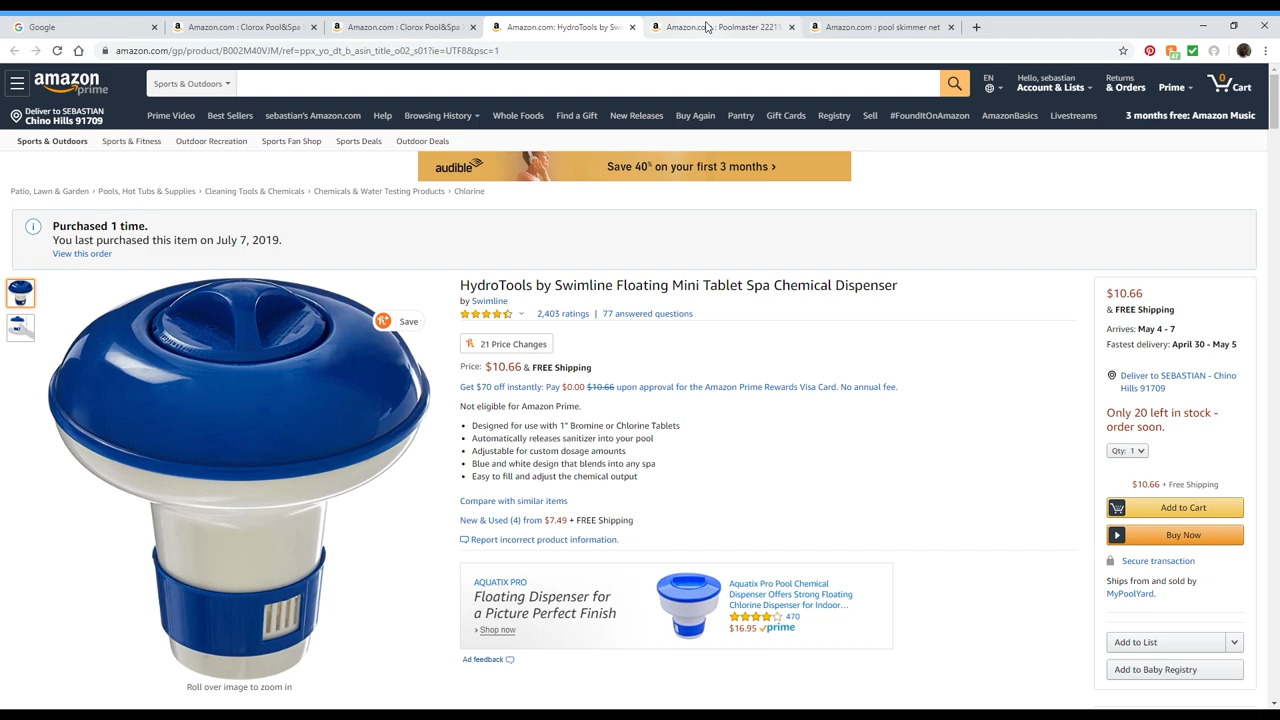 Google
Amazon.com : Clorox Pool&Spa
Amazon.com : Clorox Pool&Spa
Amazon.com: HydroTools by Swi
Amazon.com: Poolmaster 22211
Amazon.com : pool skimmer net
amazon.com/gp/product/B002M40VJM/ref=ppx_yo_dt_b_asin_title_o02_s01?ie=UTF8&psc=1
amazon prime
Sports & Outdoors
EN
Hello, sebastian
Account & Lists
Returns
& Orders
Prime
0
Cart
Deliver to SEBASTIAN
Chino Hills 91709
Prime Video Best Sellers sebastian's Amazon.com Help Browsing History Whole Foods Find a Gift New Releases Buy Again Pantry Gift Cards Registry Sell #FoundItOnAmazon AmazonBasics Livestreams 3 months free: Amazon Music
Sports & Outdoors Sports & Fitness Outdoor Recreation Sports Fan Shop Sports Deals Outdoor Deals
audible Save 40% on your first 3 months ›
Patio, Lawn & Garden › Pools, Hot Tubs & Supplies › Cleaning Tools & Chemicals › Chemicals & Water Testing Products › Chlorine
Purchased 1 time.
You last purchased this item on July 7, 2019.
View this order
Save
Roll over image to zoom in
HydroTools by Swimline Floating Mini Tablet Spa Chemical Dispenser
by Swimline
2,403 ratings | 77 answered questions
21 Price Changes
Price: $10.66 & FREE Shipping
Get $70 off instantly: Pay $0.00 $10.66 upon approval for the Amazon Prime Rewards Visa Card. No annual fee.
Not eligible for Amazon Prime.
• Designed for use with 1" Bromine or Chlorine Tablets
• Automatically releases sanitizer into your pool
• Adjustable for custom dosage amounts
• Blue and white design that blends into any spa
• Easy to fill and adjust the chemical output
Compare with similar items
New & Used (4) from $7.49 + FREE Shipping
Report incorrect product information.
AQUATIX PRO
Floating Dispenser for
a Picture Perfect Finish
› Shop now
Aquatix Pro Pool Chemical
Dispenser Offers Strong Floating
Chlorine Dispenser for Indoor...
470
$16.95 prime
Ad feedback
$10.66
& FREE Shipping
Arrives: May 4 - 7
Fastest delivery: April 30 - May 5
Deliver to SEBASTIAN - Chino
Hills 91709
Only 20 left in stock -
order soon.
Qty: 1
$10.66 + Free Shipping
Add to Cart
Buy Now
Secure transaction
Ships from and sold by
MyPoolYard.
Add to List
Add to Baby Registry